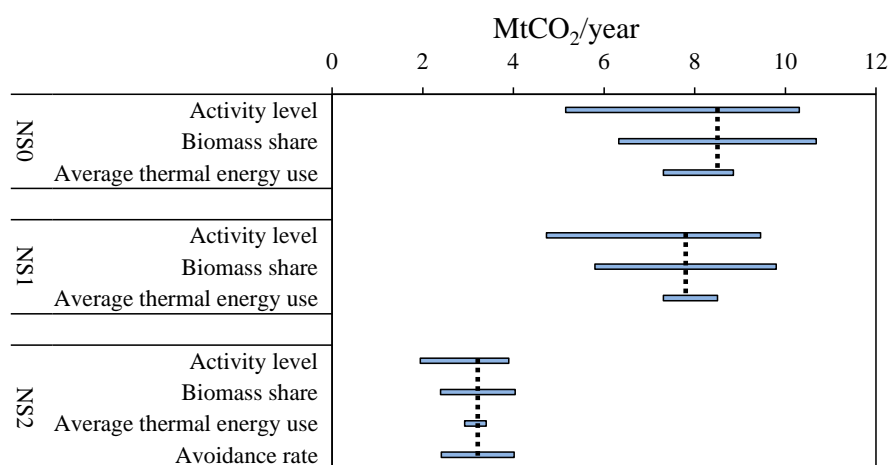 MtCO₂/year
0 2 4 6 8 10 12
NS0
Activity level
Biomass share
Average thermal energy use
NS1
Activity level
Biomass share
Average thermal energy use
NS2
Activity level
Biomass share
Average thermal energy use
Avoidance rate